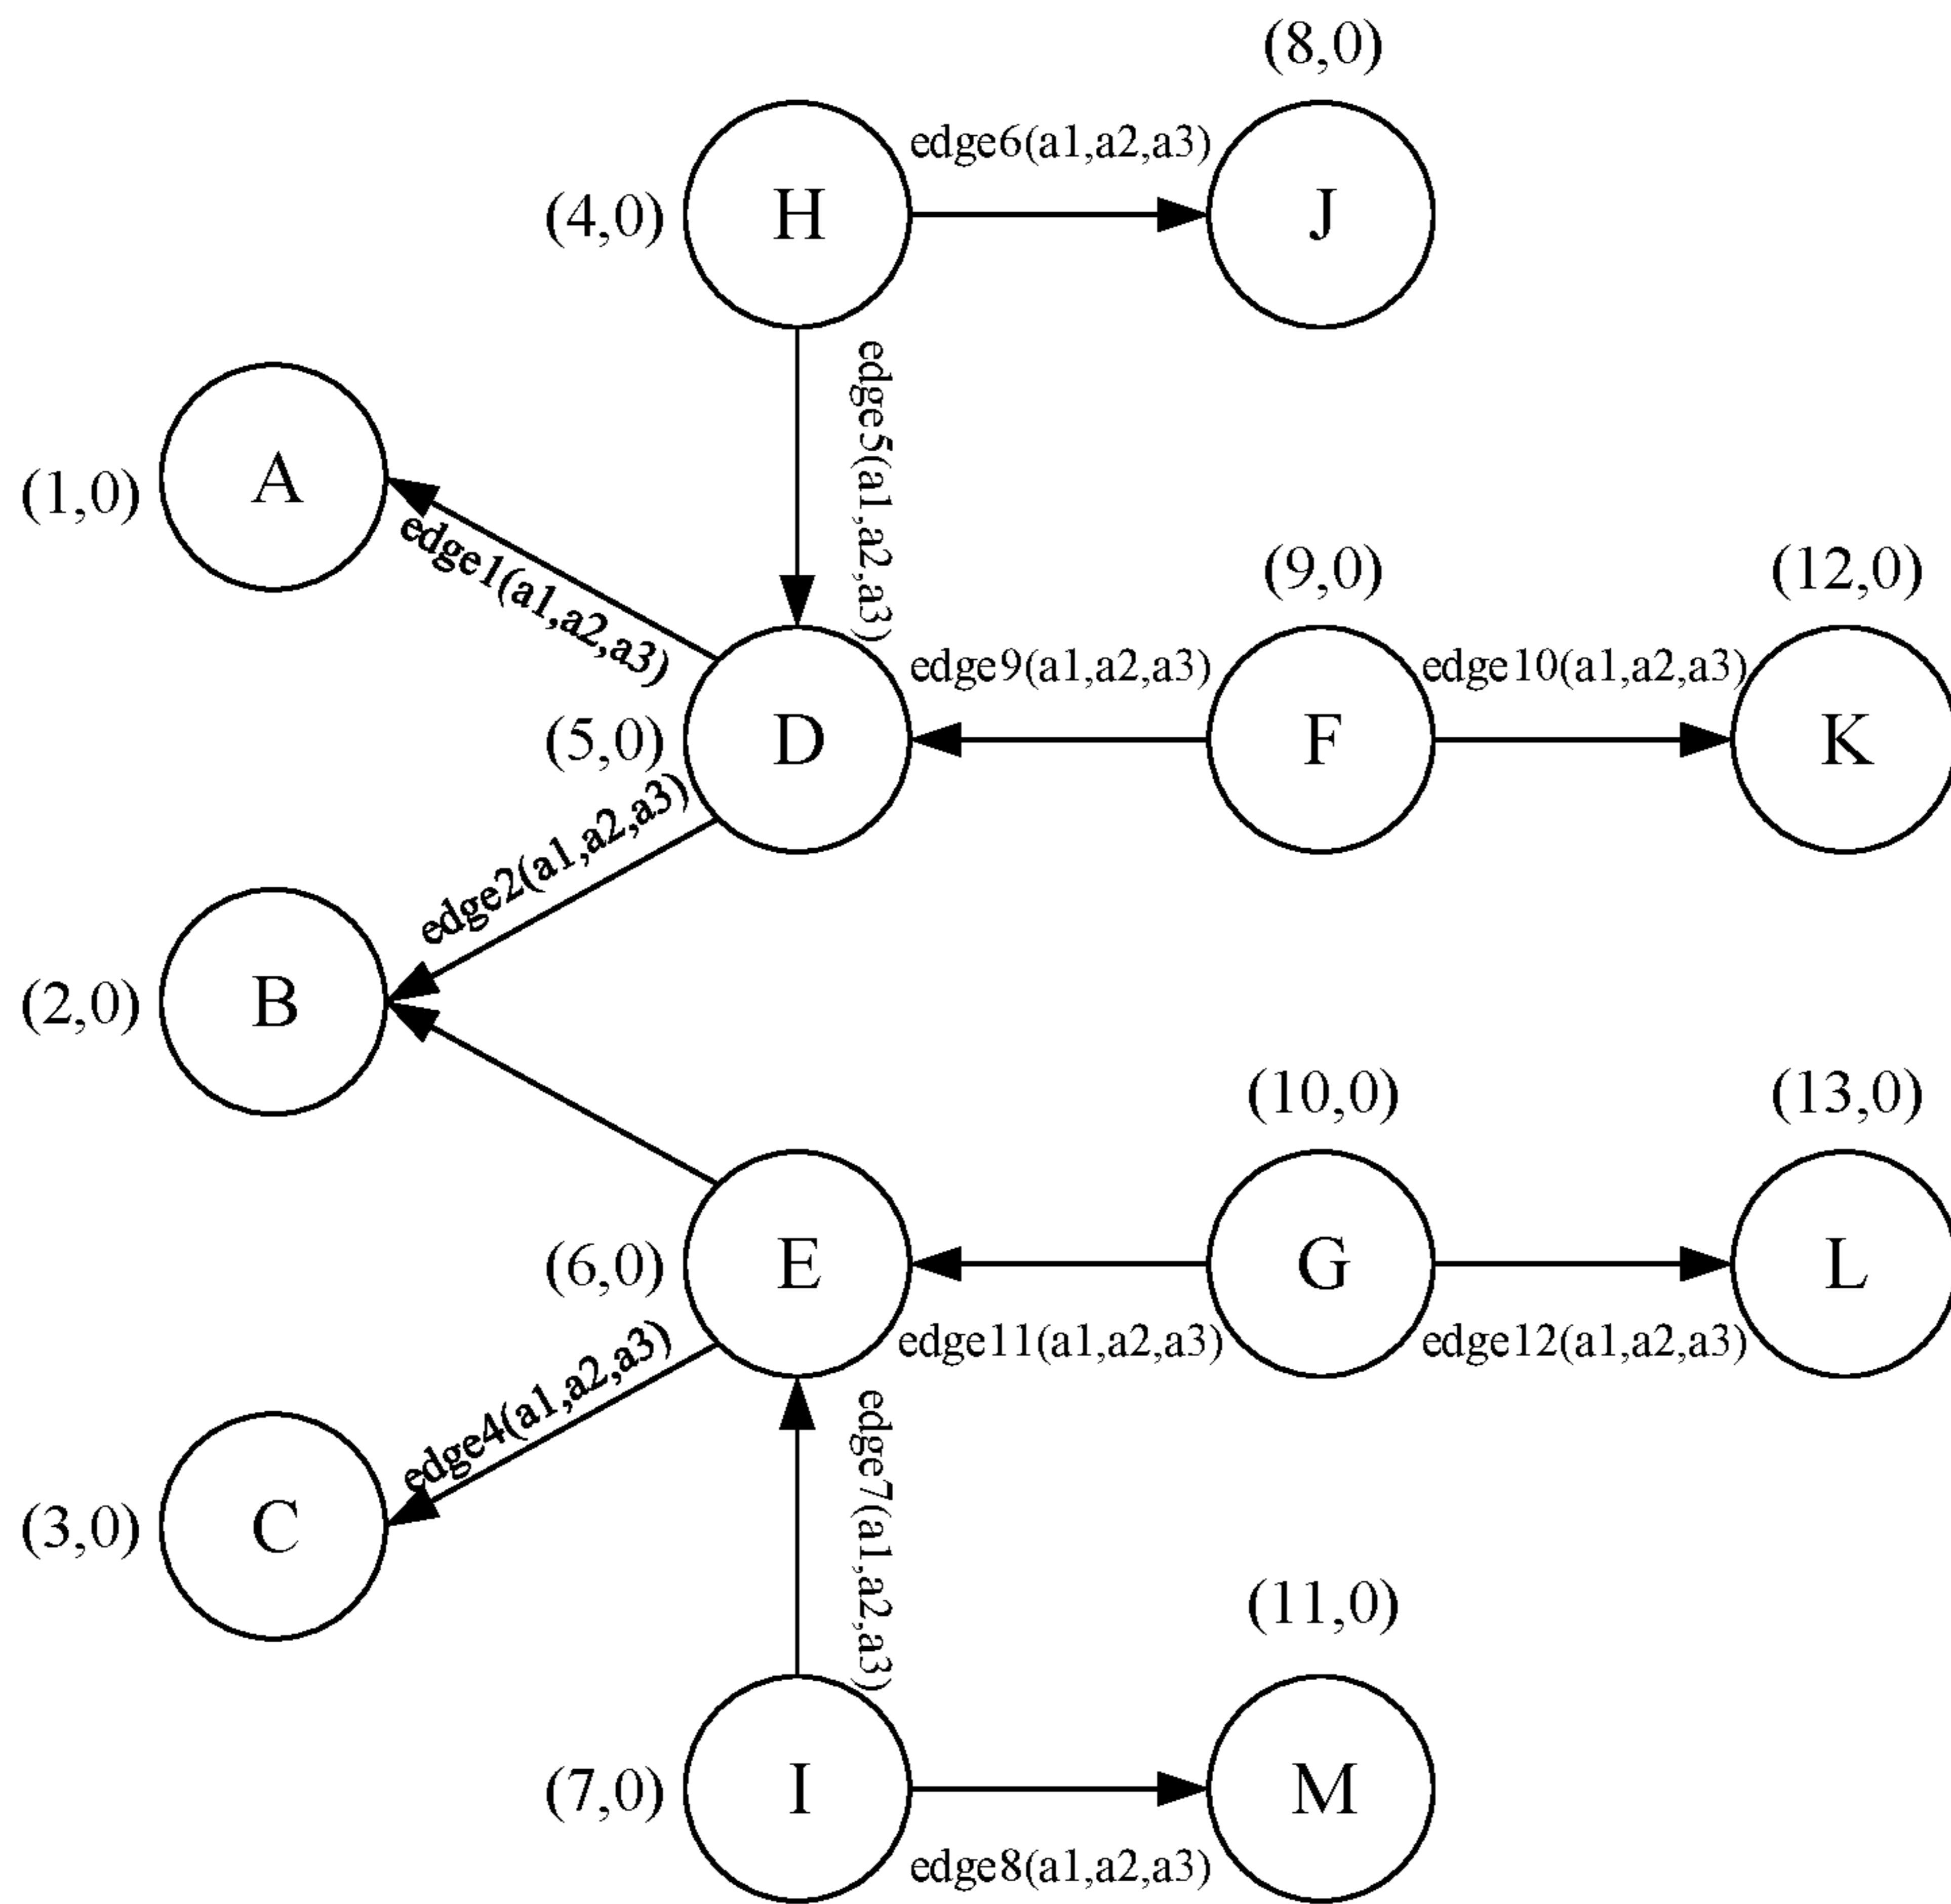 (8,0)
edge6(a1,a2,a3)
(4,0)
H
J
edge5(a1,a2,a3)
(1,0)
A
edge1(a1,a2,a3)
(9,0)
(12,0)
edge9(a1,a2,a3)
edge10(a1,a2,a3)
(5,0)
D
F
K
edge2(a1,a2,a3)
(2,0)
B
(10,0)
(13,0)
(6,0)
E
G
L
edge11(a1,a2,a3)
edge12(a1,a2,a3)
edge4(a1,a2,a3)
edge7(a1,a2,a3)
(3,0)
C
(11,0)
(7,0)
I
M
edge8(a1,a2,a3)